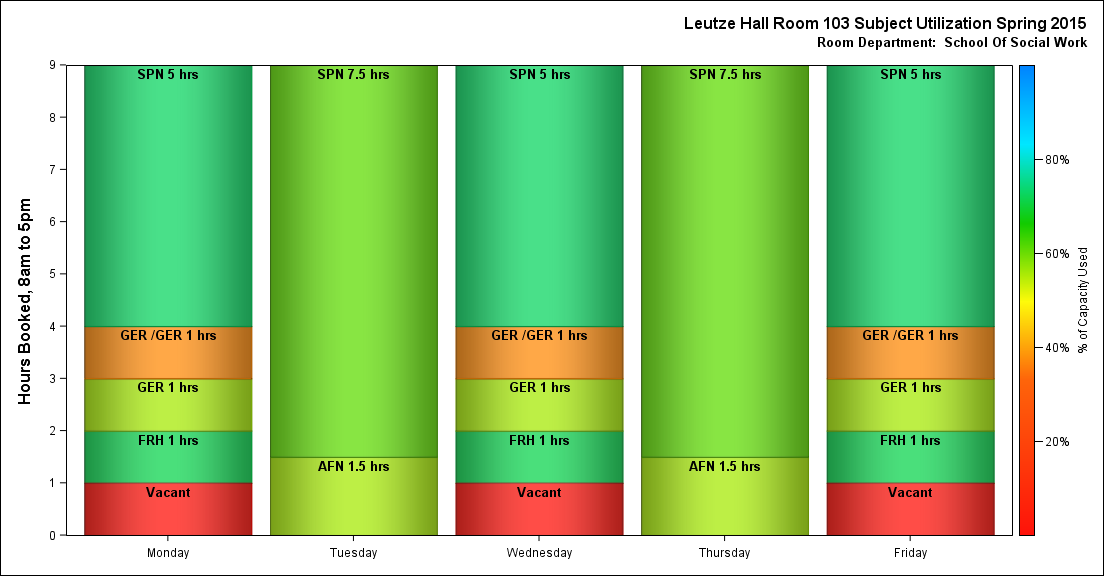 Leutze Hall Room 103 Subject Utilization Spring 2015
Room Department:  School Of Social Work
Hours Booked, 8am to 5pm
9
8
7
6
5
4
3
2
1
0
SPN 5 hrs
GER /GER 1 hrs
GER 1 hrs
FRH 1 hrs
Vacant
SPN 7.5 hrs
AFN 1.5 hrs
SPN 5 hrs
GER /GER 1 hrs
GER 1 hrs
FRH 1 hrs
Vacant
SPN 7.5 hrs
AFN 1.5 hrs
SPN 5 hrs
GER /GER 1 hrs
GER 1 hrs
FRH 1 hrs
Vacant
Monday
Tuesday
Wednesday
Thursday
Friday
80%
60%
40%
20%
% of Capacity Used